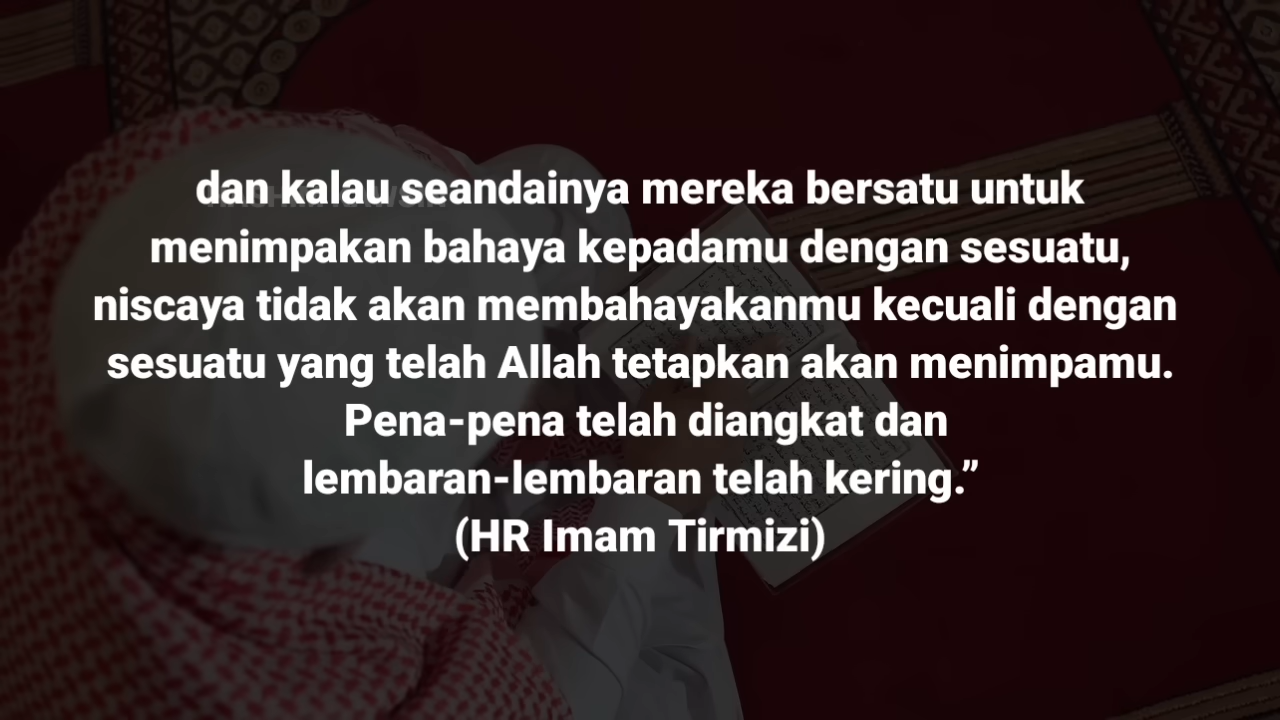 dan kalau seandainya mereka bersatu untuk
menimpakan bahaya kepadamu dengan sesuatu,
niscaya tidak akan membahayakanmu kecuali dengan
sesuatu yang telah Allah tetapkan akan menimpamu.
Pena-pena telah diangkat dan
lembaran-lembaran telah kering.”
(HR Imam Tirmizi)